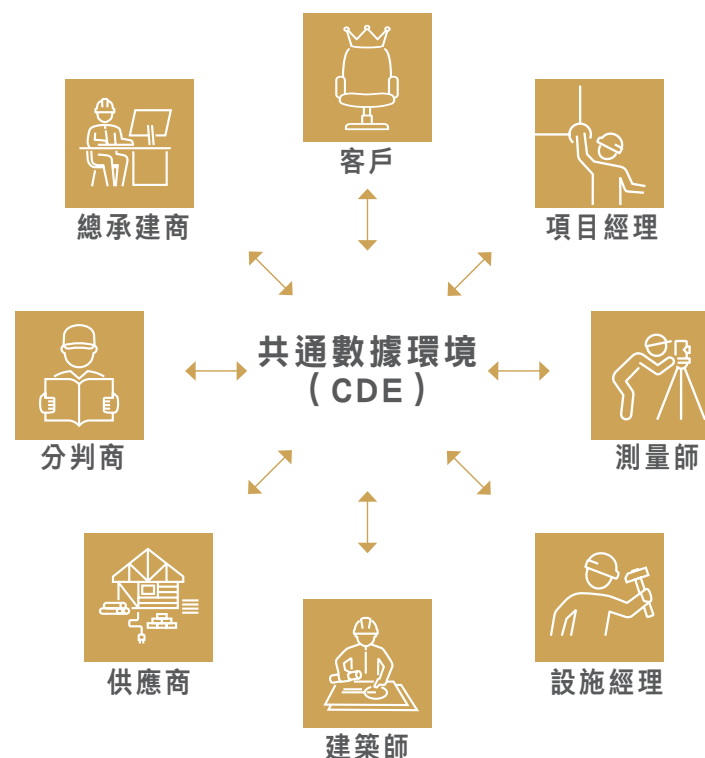 客戶
總承建商
項目經理
共通數據環境
（CDE）
分判商
測量師
供應商
設施經理
建築師